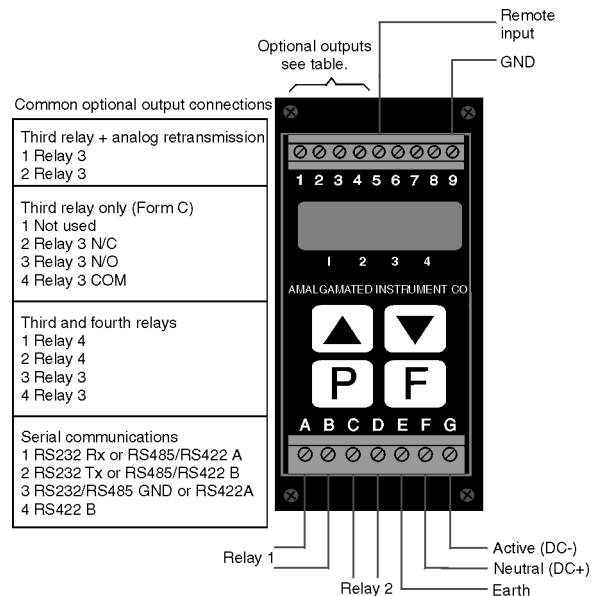 Remote
input
Optional outputs
see table.
GND
Common optional output connections
Third relay + analog retransmission
1 Relay 3
2 Relay 3
Third relay only (Form C)
1 Not used
2 Relay 3 N/C
3 Relay 3 N/O
4 Relay 3 COM
Third and fourth relays
1 Relay 4
2 Relay 4
3 Relay 3
4 Relay 3
Serial communications
1 RS232 Rx or RS485/RS422 A
2 RS232 Tx or RS485/RS422 B
3 RS232/RS485 GND or RS422A
4 RS422 B
1 2 3 4 5 6 7 8 9
1 2 3 4
AMALGAMATED INSTRUMENT CO
P F
A B C D E F G
Relay 1
Relay 2
Active (DC-)
Neutral (DC+)
Earth